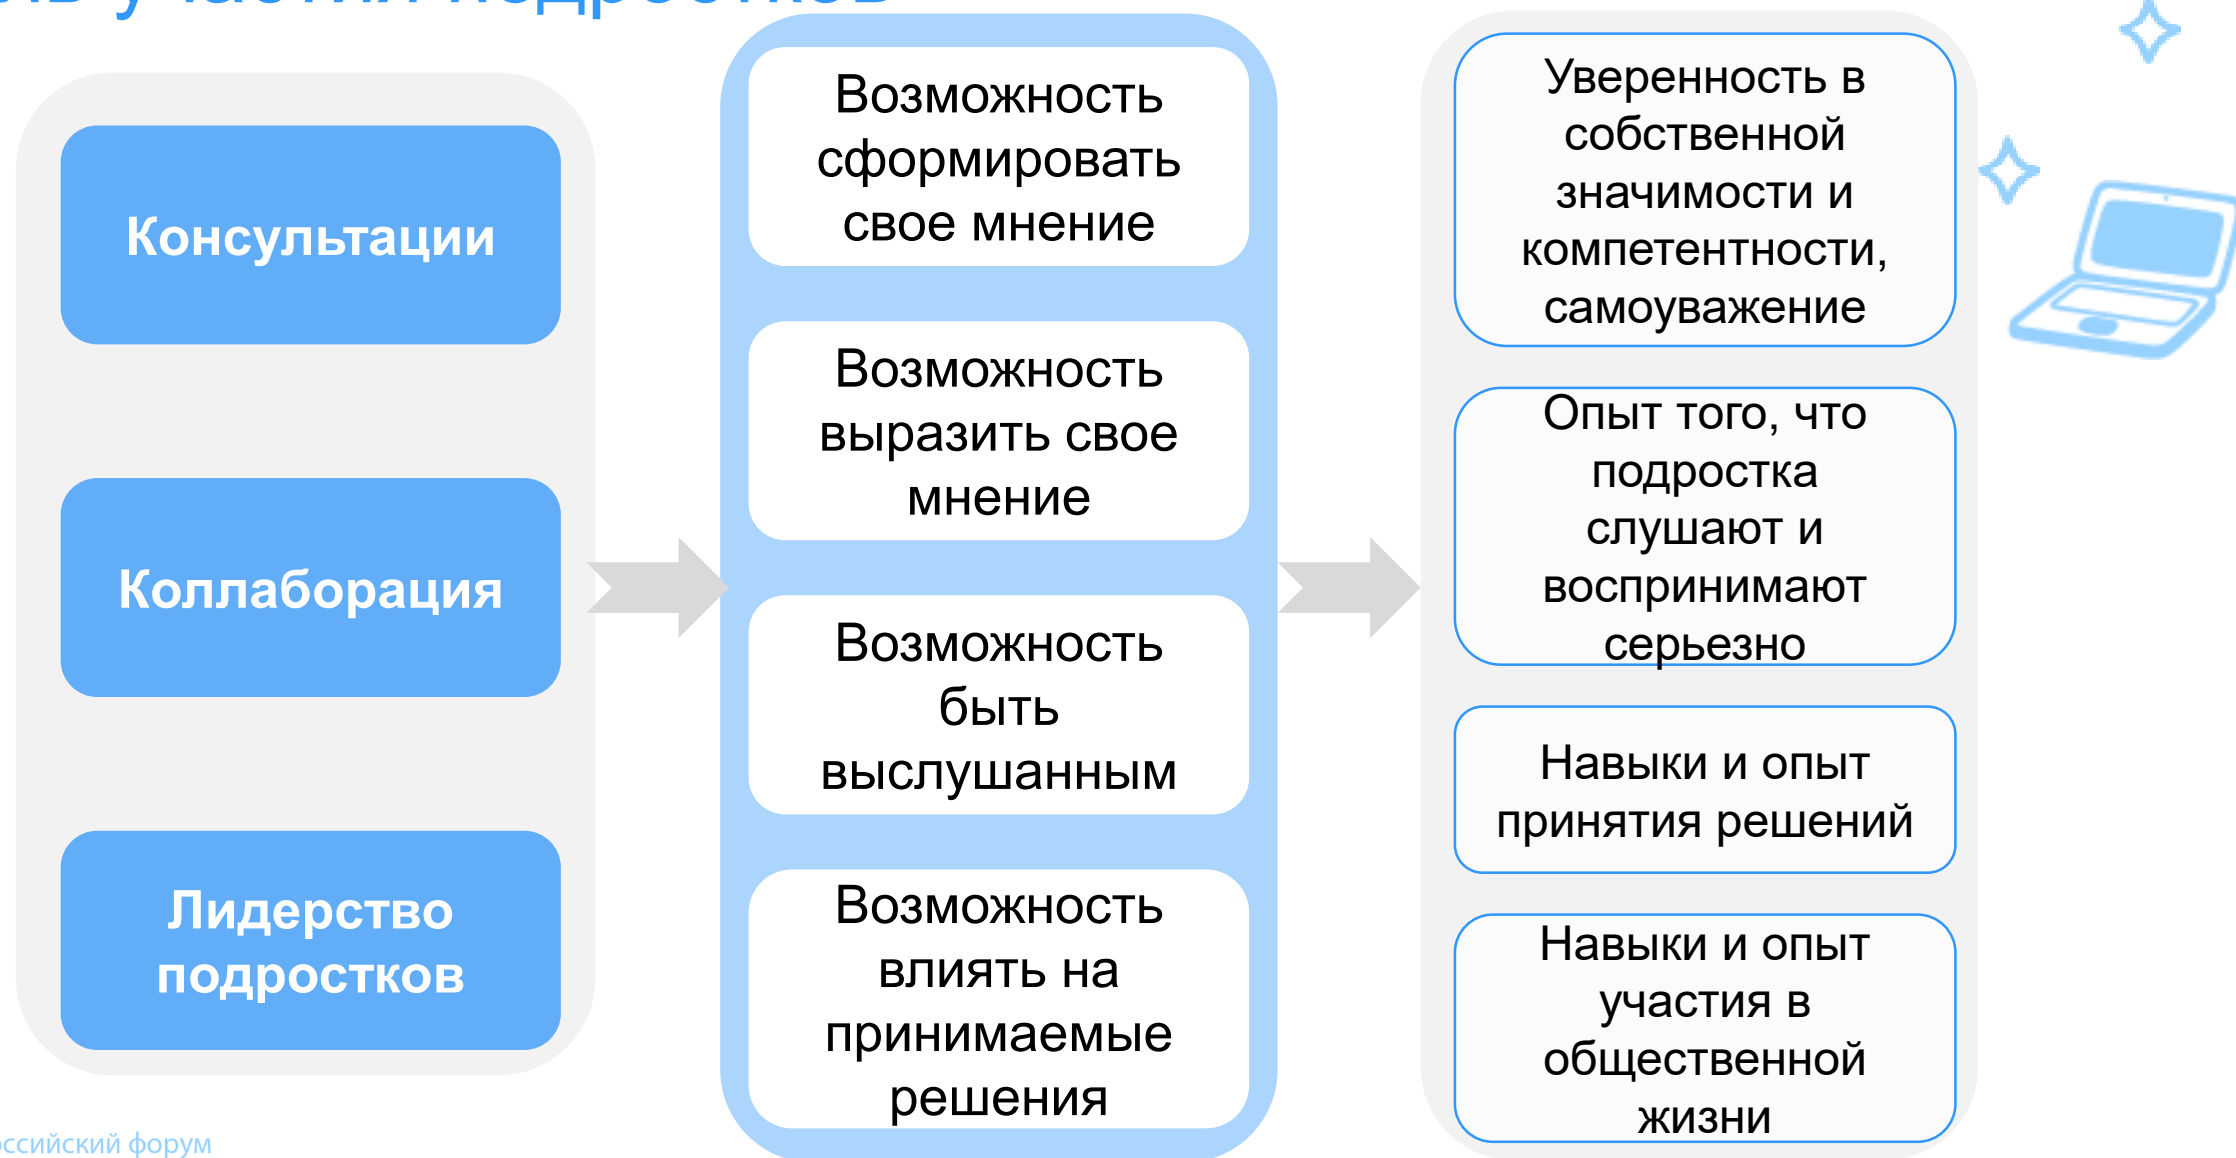 участия подростков
Консультации
Коллаборация
Лидерство
подростков
Возможность
сформировать
свое мнение
Возможность
выразить свое
мнение
Возможность
быть
выслушанным
Возможность
влиять на
принимаемые
решения
Уверенность в
собственной
значимости и
компетентности,
самоуважение
Опыт того, что
подростка
слушают и
воспринимают
серьезно
Навыки и опыт
принятия решений
Навыки и опыт
участия в
общественной
жизни
форум